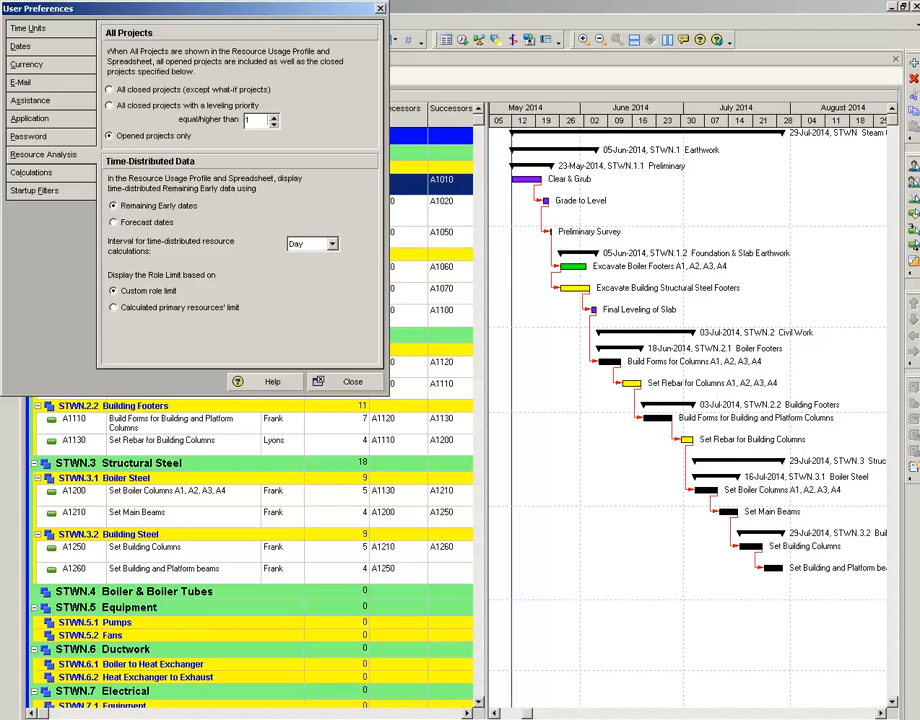 User Preferences
Time Units
Dates
Currency
E-Mail
Assistance
Application
Password
Resource Analysis
Calculations
Startup Filters
All Projects
When All Projects are shown in the Resource Usage Profile and
Spreadsheet, all opened projects are included as well as the closed
projects specified below.
All closed projects (except what-if projects)
All closed projects with a leveling priority
equal/higher than 1
Opened projects only
Time-Distributed Data
In the Resource Usage Profile and Spreadsheet, display
time-distributed Remaining Early data using
Remaining Early dates
Forecast dates
Interval for time-distributed resource
calculations:
Day
Display the Role Limit based on
Custom role limit
Calculated primary resources' limit
Help Close
Successors
A1010
A1020
A1050
A1060
A1070
A1100
A1120
A1110
STWN.2.2 Building Footers 11
A1110 Build Forms for Building and Platform Columns Frank 7 A1120 A1130
A1130 Set Rebar for Building Columns Lyons 4 A1110 A1200
STWN.3 Structural Steel 18
STWN.3.1 Boiler Steel 9
A1200 Set Boiler Columns A1, A2, A3, A4 Frank 5 A1130 A1210
A1210 Set Main Beams Frank 4 A1200 A1250
STWN.3.2 Building Steel 9
A1250 Set Building Columns Frank 5 A1210 A1260
A1260 Set Building and Platform beams Frank 4 A1250
STWN.4 Boiler & Boiler Tubes 0
STWN.5 Equipment 0
STWN.5.1 Pumps 0
STWN.5.2 Fans 0
STWN.6 Ductwork 0
STWN.6.1 Boiler to Heat Exchanger 0
STWN.6.2 Heat Exchanger to Exhaust 0
STWN.7 Electrical 0
STWN.7.1 Equipment 0
May 2014 June 2014 July 2014 August 2014
05 12 19 26 02 09 16 23 30 07 14 21 28 04 11 18 25
29-Jul-2014, STWN Steam
05-Jun-2014, STWN.1 Earthwork
23-May-2014, STWN.1.1 Preliminary
Clear & Grub
Grade to Level
Preliminary Survey
05-Jun-2014, STWN.1.2 Foundation & Slab Earthwork
Excavate Boiler Footers A1, A2, A3, A4
Excavate Building Structural Steel Footers
Final Leveling of Slab
03-Jul-2014, STWN.2 Civil Work
18-Jun-2014, STWN.2.1 Boiler Footers
Build Forms for Columns A1, A2, A3, A4
Set Rebar for Columns A1, A2, A3, A4
03-Jul-2014, STWN.2.2 Building Footers
Build Forms for Building and Platform Columns
Set Rebar for Building Columns
29-Jul-2014, STWN.3 Struc
16-Jul-2014, STWN.3.1 Boiler Steel
Set Boiler Columns A1, A2, A3, A4
Set Main Beams
29-Jul-2014, STWN.3.2 Buil
Set Building Columns
Set Building and Platform be